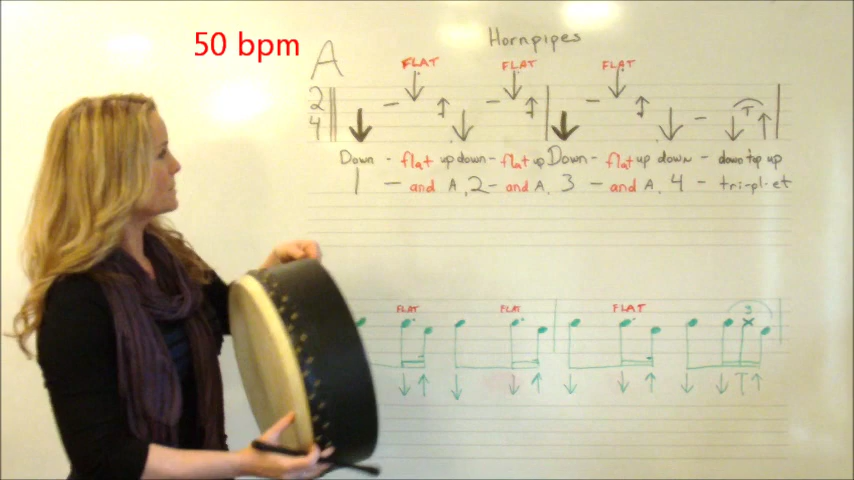 50 bpm
Hornpipes
A
FLAT FLAT FLAT
2
4
T
Down - flat up down - flat up Down - flat up down - down tap up
1 - and A, 2 - and A, 3 - and A, 4 - tri-pl-et
FLAT FLAT FLAT 3
T